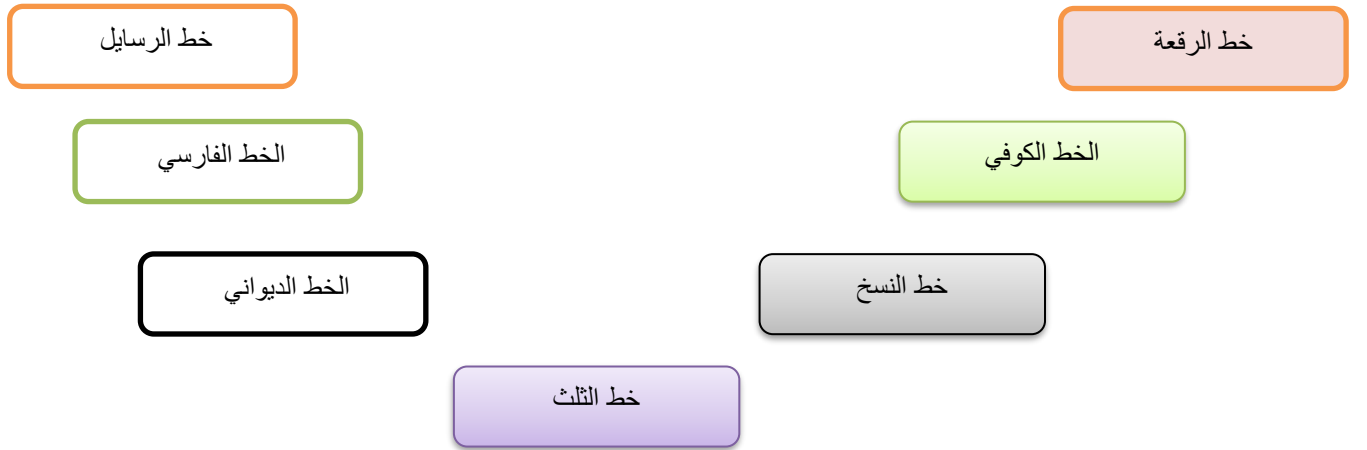 خط الرقعة
خط الرسايل
الخط الكوفي
الخط الفارسي
خط النسخ
الخط الديواني
خط الثلث